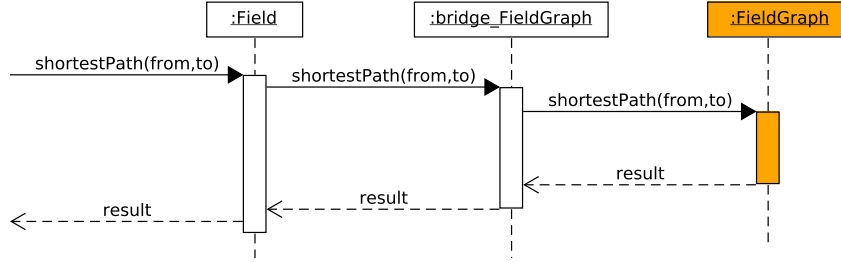 :Field
:bridge_FieldGraph
:FieldGraph
shortestPath(from,to)
shortestPath(from,to)
shortestPath(from,to)
result
result
result